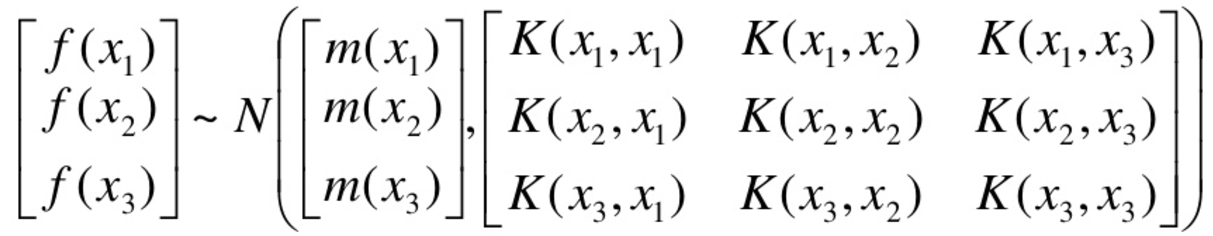 [f(x₁)] ~ N([m(x₁)], [K(x₁,x₁) K(x₁,x₂) K(x₁,x₃)])
[f(x₂)] [m(x₂)] [K(x₂,x₁) K(x₂,x₂) K(x₂,x₃)]
[f(x₃)] [m(x₃)] [K(x₃,x₁) K(x₃,x₂) K(x₃,x₃)]